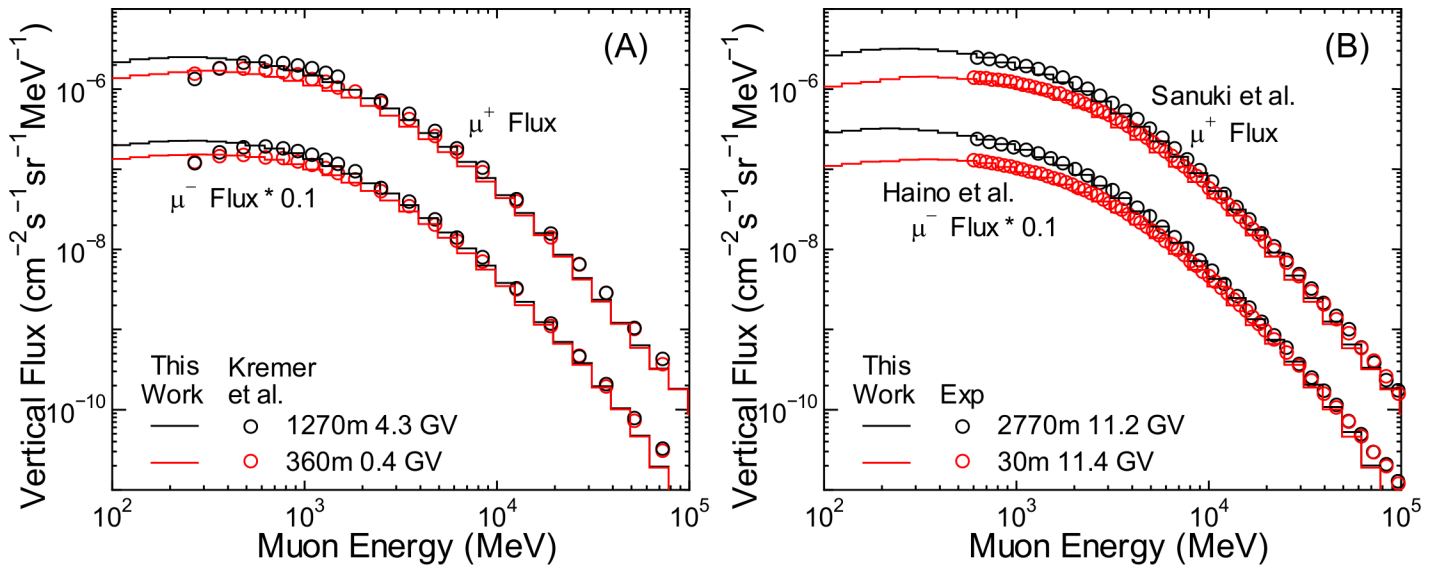 Vertical Flux (cm⁻²s⁻¹sr⁻¹MeV⁻¹)
10⁻⁶
10⁻⁸
10⁻¹⁰
(A)
μ⁺ Flux
μ⁻ Flux * 0.1
This Work
Kremer et al.
1270m 4.3 GV
360m 0.4 GV
10² 10³ 10⁴ 10⁵
Muon Energy (MeV)
Vertical Flux (cm⁻²s⁻¹sr⁻¹MeV⁻¹)
10⁻⁶
10⁻⁸
10⁻¹⁰
(B)
Sanuki et al.
μ⁺ Flux
Haino et al.
μ⁻ Flux * 0.1
This Work
Exp
2770m 11.2 GV
30m 11.4 GV
10² 10³ 10⁴ 10⁵
Muon Energy (MeV)